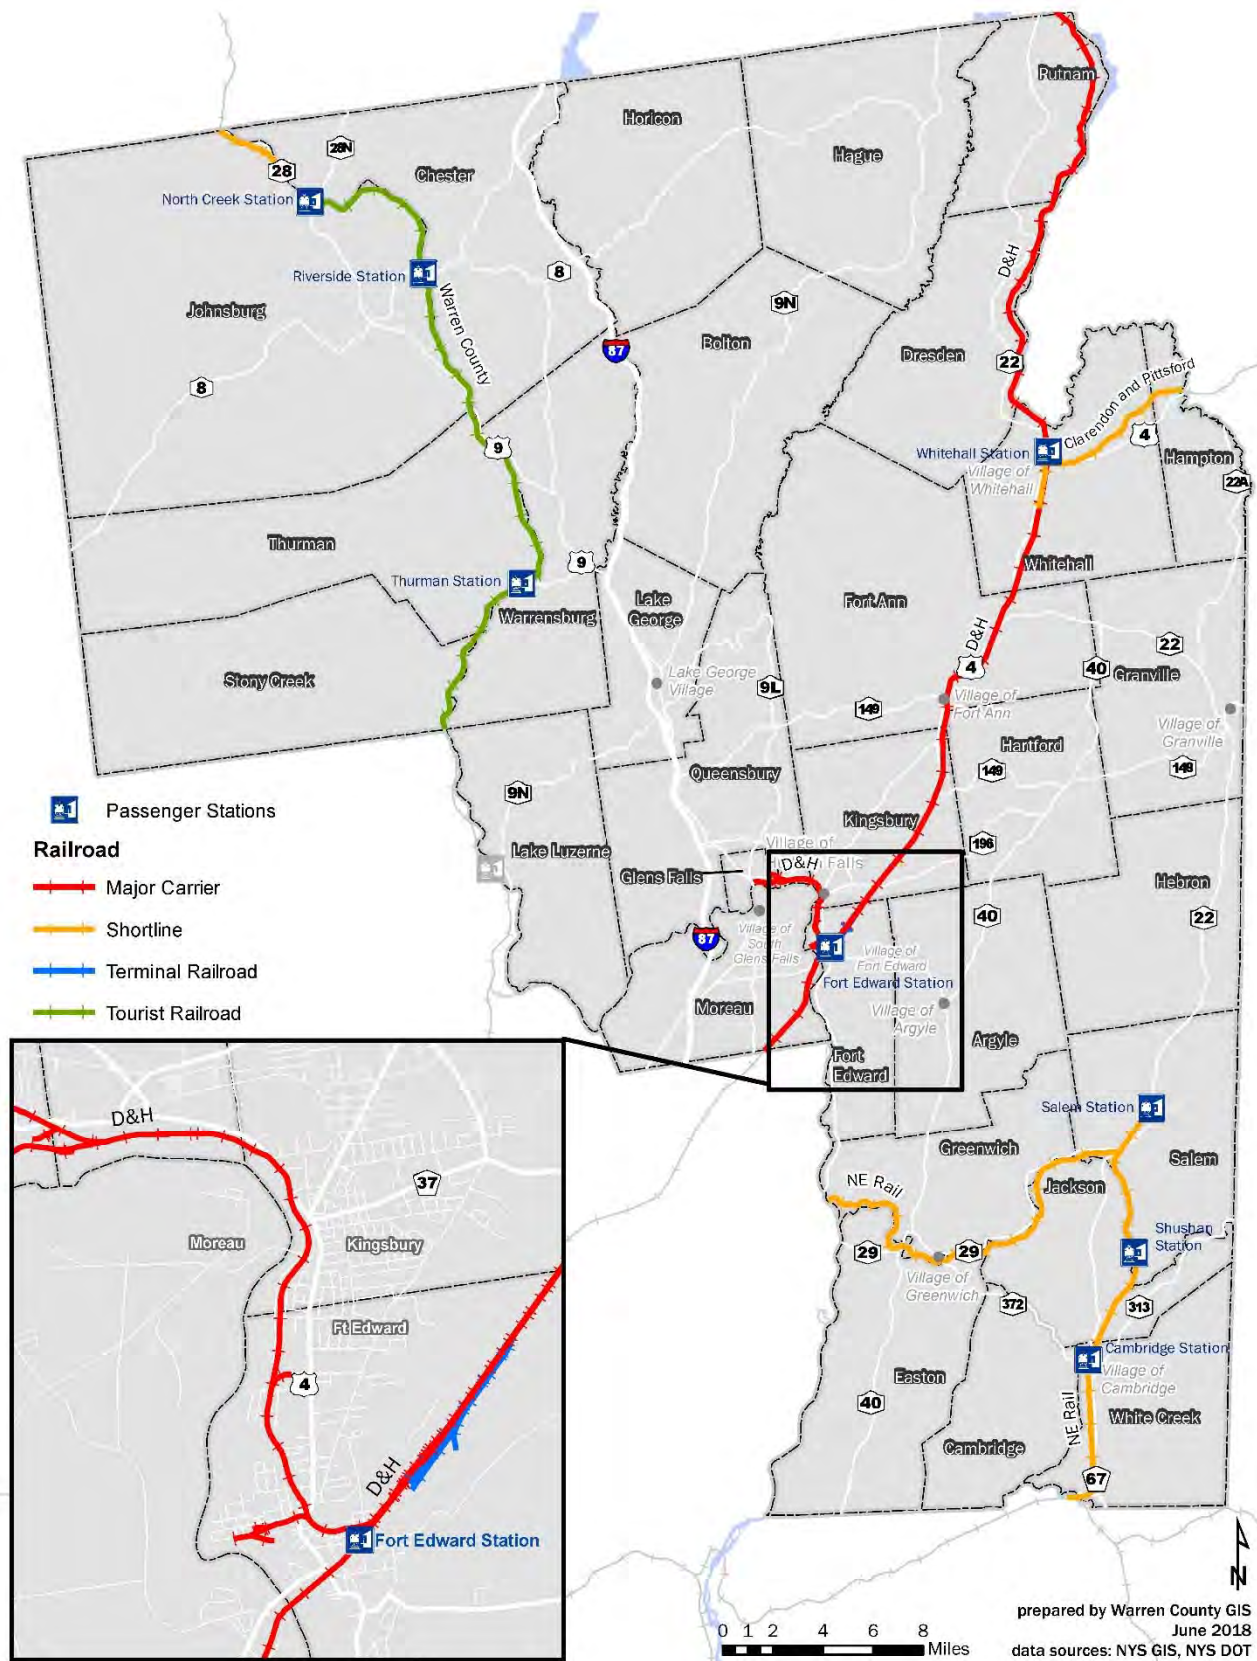 Rutnam
Horicon
28N
Hague
Chester
28
North Creek Station
Riverside Station
8
D&H
9N
Johnsburg
Warren County
Bolton
87
Dresden
22
8
Clarendon and Pittsford
9
4
Whitehall Station
Hampton
Village of
Whitehall
22A
Thurman
9
Whitehall
Thurman Station
Lake
George
Fort Ann
Warrensburg
D&H
22
4
40
Granville
Stony Creek
Lake George
Village
9L
Village of
Fort Ann
149
Village of
Granville
Hartford
Queensbury
149
149
9N
Passenger Stations
Kingsbury
Railroad
Lake Luzerne
Village of
Falls
196
D&H
Glens Falls
Major Carrier
Hebron
40
22
Shortline
Village of
South
Glens Falls
87
Village of
Fort Edward
Terminal Railroad
Fort Edward Station
Moreau
Village of
Argyle
Tourist Railroad
Argyle
Fort
Edward
Salem Station
D&H
Greenwich
Salem
37
NE Rail
Jackson
Moreau
Kingsbury
Shushan
Station
29
29
Village of
Greenwich
372
313
Ft Edward
Cambridge Station
Village of
Cambridge
4
Easton
40
NE Rail
White Creek
Cambridge
D&H
67
Fort Edward Station
N
prepared by Warren County GIS
June 2018
0 1 2 4 6 8
Miles
data sources: NYS GIS, NYS DOT